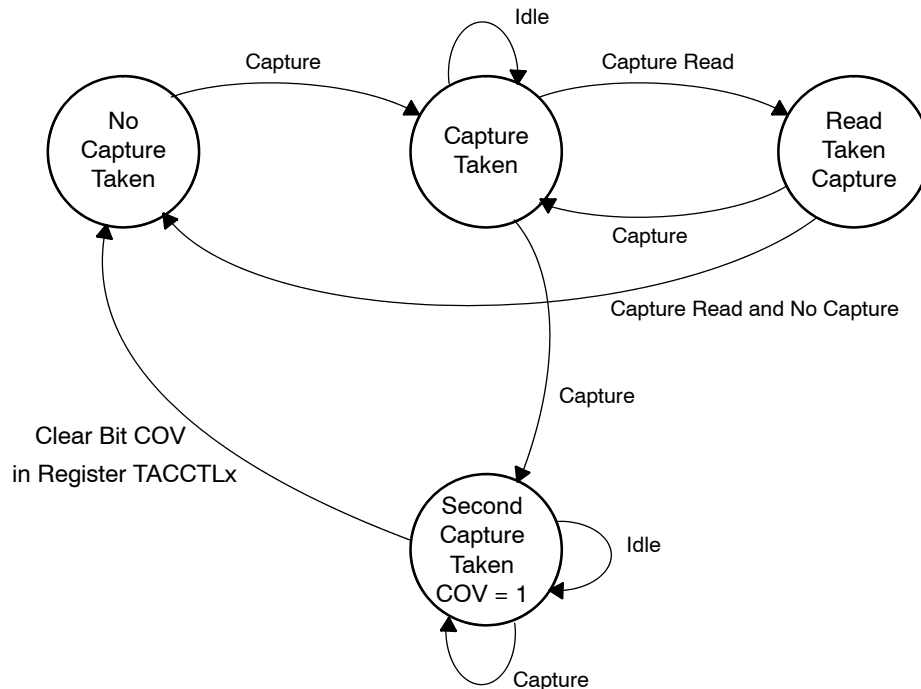 Idle
Capture
Capture Read
No
Capture
Taken
Capture
Taken
Read
Taken
Capture
Capture
Capture Read and No Capture
Capture
Clear Bit COV
in Register TACCTLx
Second
Capture
Taken
COV = 1
Idle
Capture